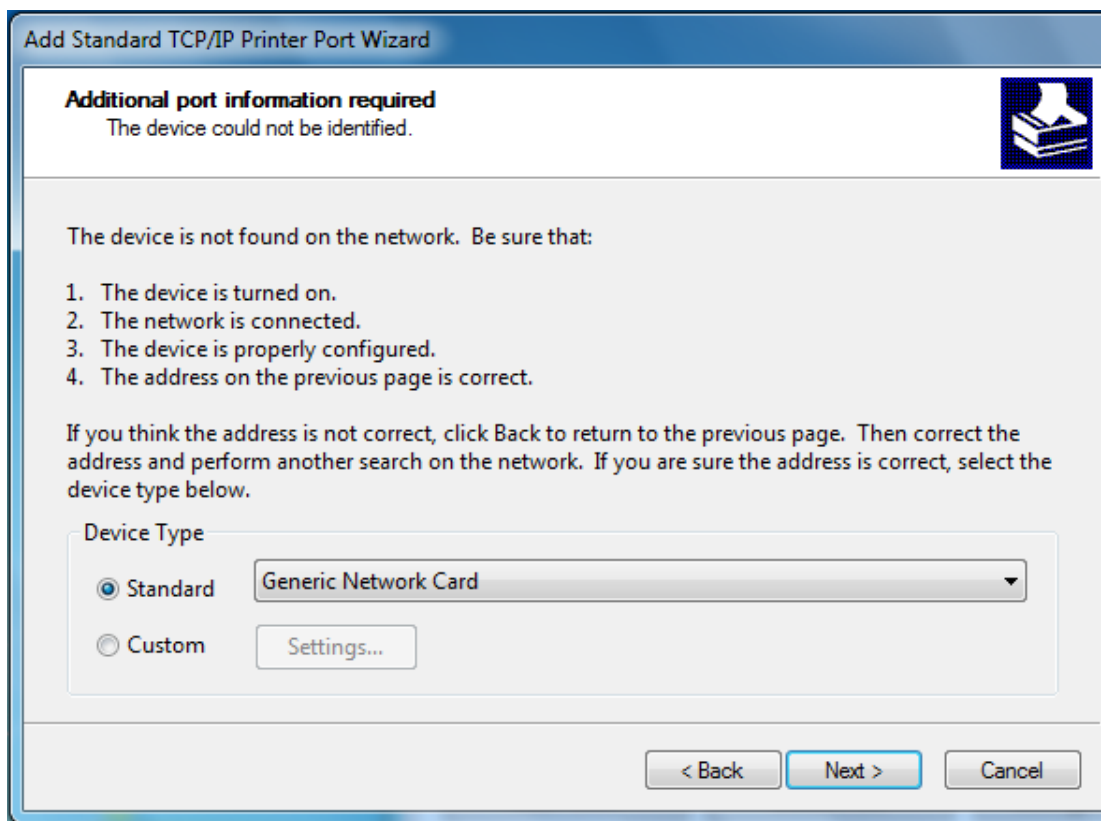 Add Standard TCP/IP Printer Port Wizard
Additional port information required
The device could not be identified.
The device is not found on the network.  Be sure that:
1.  The device is turned on.
2.  The network is connected.
3.  The device is properly configured.
4.  The address on the previous page is correct.
If you think the address is not correct, click Back to return to the previous page.  Then correct the
address and perform another search on the network.  If you are sure the address is correct, select the
device type below.
Device Type
Standard
Generic Network Card
Custom
Settings...
< Back
Next >
Cancel